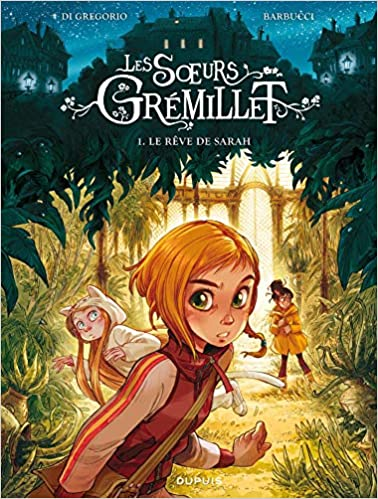 DI GREGORIO BARBUCCI
LES SŒURS
GRÉMILLET
1. LE RÊVE DE SARAH
DUPUIS